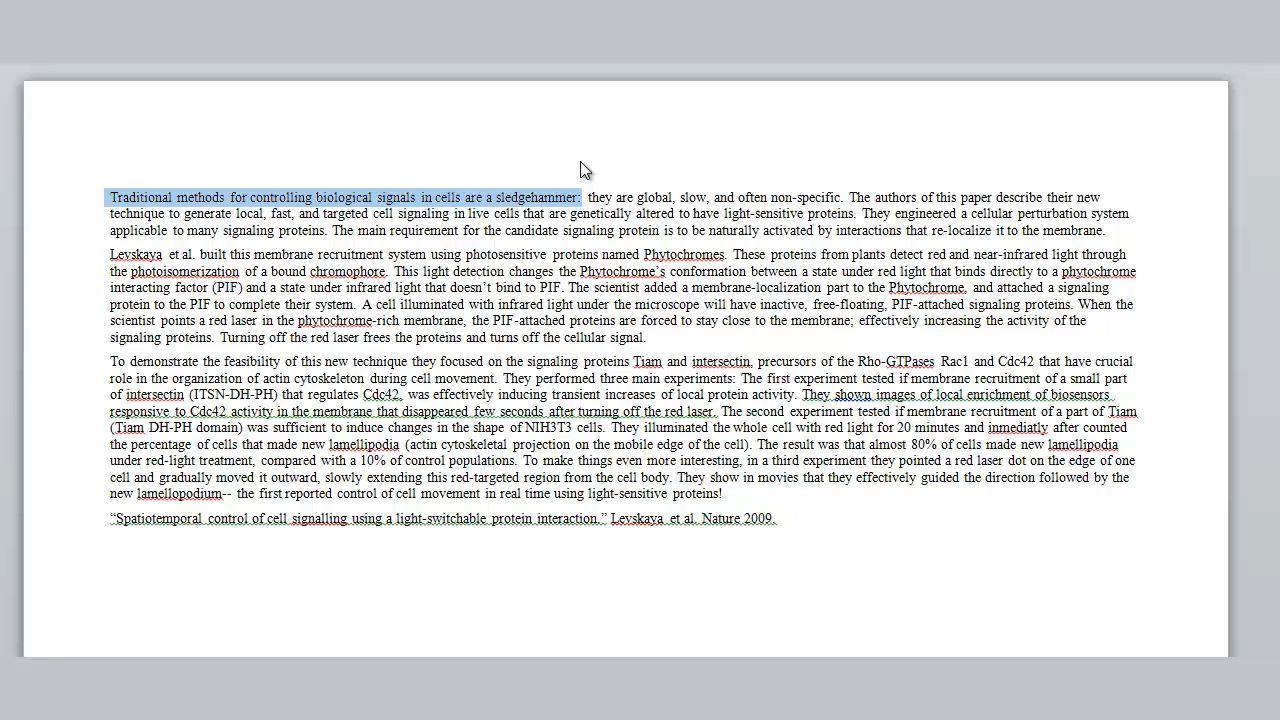 Traditional methods for controlling biological signals in cells are a sledgehammer: they are global, slow, and often non-specific. The authors of this paper describe their new
technique to generate local, fast, and targeted cell signaling in live cells that are genetically altered to have light-sensitive proteins. They engineered a cellular perturbation system
applicable to many signaling proteins. The main requirement for the candidate signaling protein is to be naturally activated by interactions that re-localize it to the membrane.
Levskaya et al. built this membrane recruitment system using photosensitive proteins named Phytochromes. These proteins from plants detect red and near-infrared light through
the photoisomerization of a bound chromophore. This light detection changes the Phytochrome's conformation between a state under red light that binds directly to a phytochrome
interacting factor (PIF) and a state under infrared light that doesn't bind to PIF. The scientist added a membrane-localization part to the Phytochrome, and attached a signaling
protein to the PIF to complete their system. A cell illuminated with infrared light under the microscope will have inactive, free-floating, PIF-attached signaling proteins. When the
scientist points a red laser in the phytochrome-rich membrane, the PIF-attached proteins are forced to stay close to the membrane; effectively increasing the activity of the
signaling proteins. Turning off the red laser frees the proteins and turns off the cellular signal.
To demonstrate the feasibility of this new technique they focused on the signaling proteins Tiam and intersectin, precursors of the Rho-GTPases Rac1 and Cdc42 that have crucial
role in the organization of actin cytoskeleton during cell movement. They performed three main experiments: The first experiment tested if membrane recruitment of a small part
of intersectin (ITSN-DH-PH) that regulates Cdc42, was effectively inducing transient increases of local protein activity. They shown images of local enrichment of biosensors
responsive to Cdc42 activity in the membrane that disappeared few seconds after turning off the red laser. The second experiment tested if membrane recruitment of a part of Tiam
(Tiam DH-PH domain) was sufficient to induce changes in the shape of NIH3T3 cells. They illuminated the whole cell with red light for 20 minutes and inmediatly after counted
the percentage of cells that made new lamellipodia (actin cytoskeletal projection on the mobile edge of the cell). The result was that almost 80% of cells made new lamellipodia
under red-light treatment, compared with a 10% of control populations. To make things even more interesting, in a third experiment they pointed a red laser dot on the edge of one
cell and gradually moved it outward, slowly extending this red-targeted region from the cell body. They show in movies that they effectively guided the direction followed by the
new lamellopodium-- the first reported control of cell movement in real time using light-sensitive proteins!
“Spatiotemporal control of cell signalling using a light-switchable protein interaction.” Levskaya et al. Nature 2009.